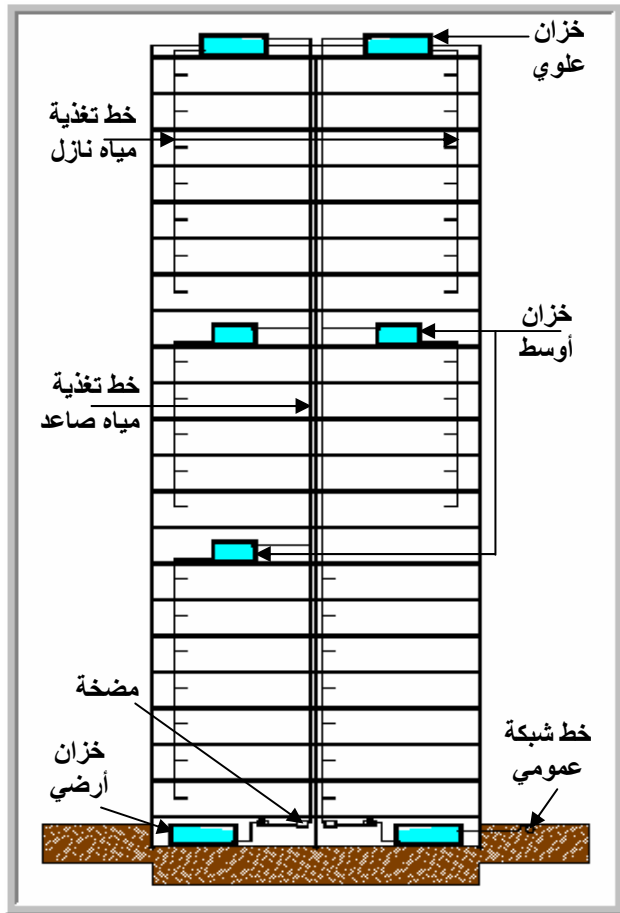 خزان
علوي
خط تغذية
مياه نازل
خزان
أوسط
خط تغذية
مياه صاعد
مضخة
خط شبكة
عمومي
خزان
أرضي